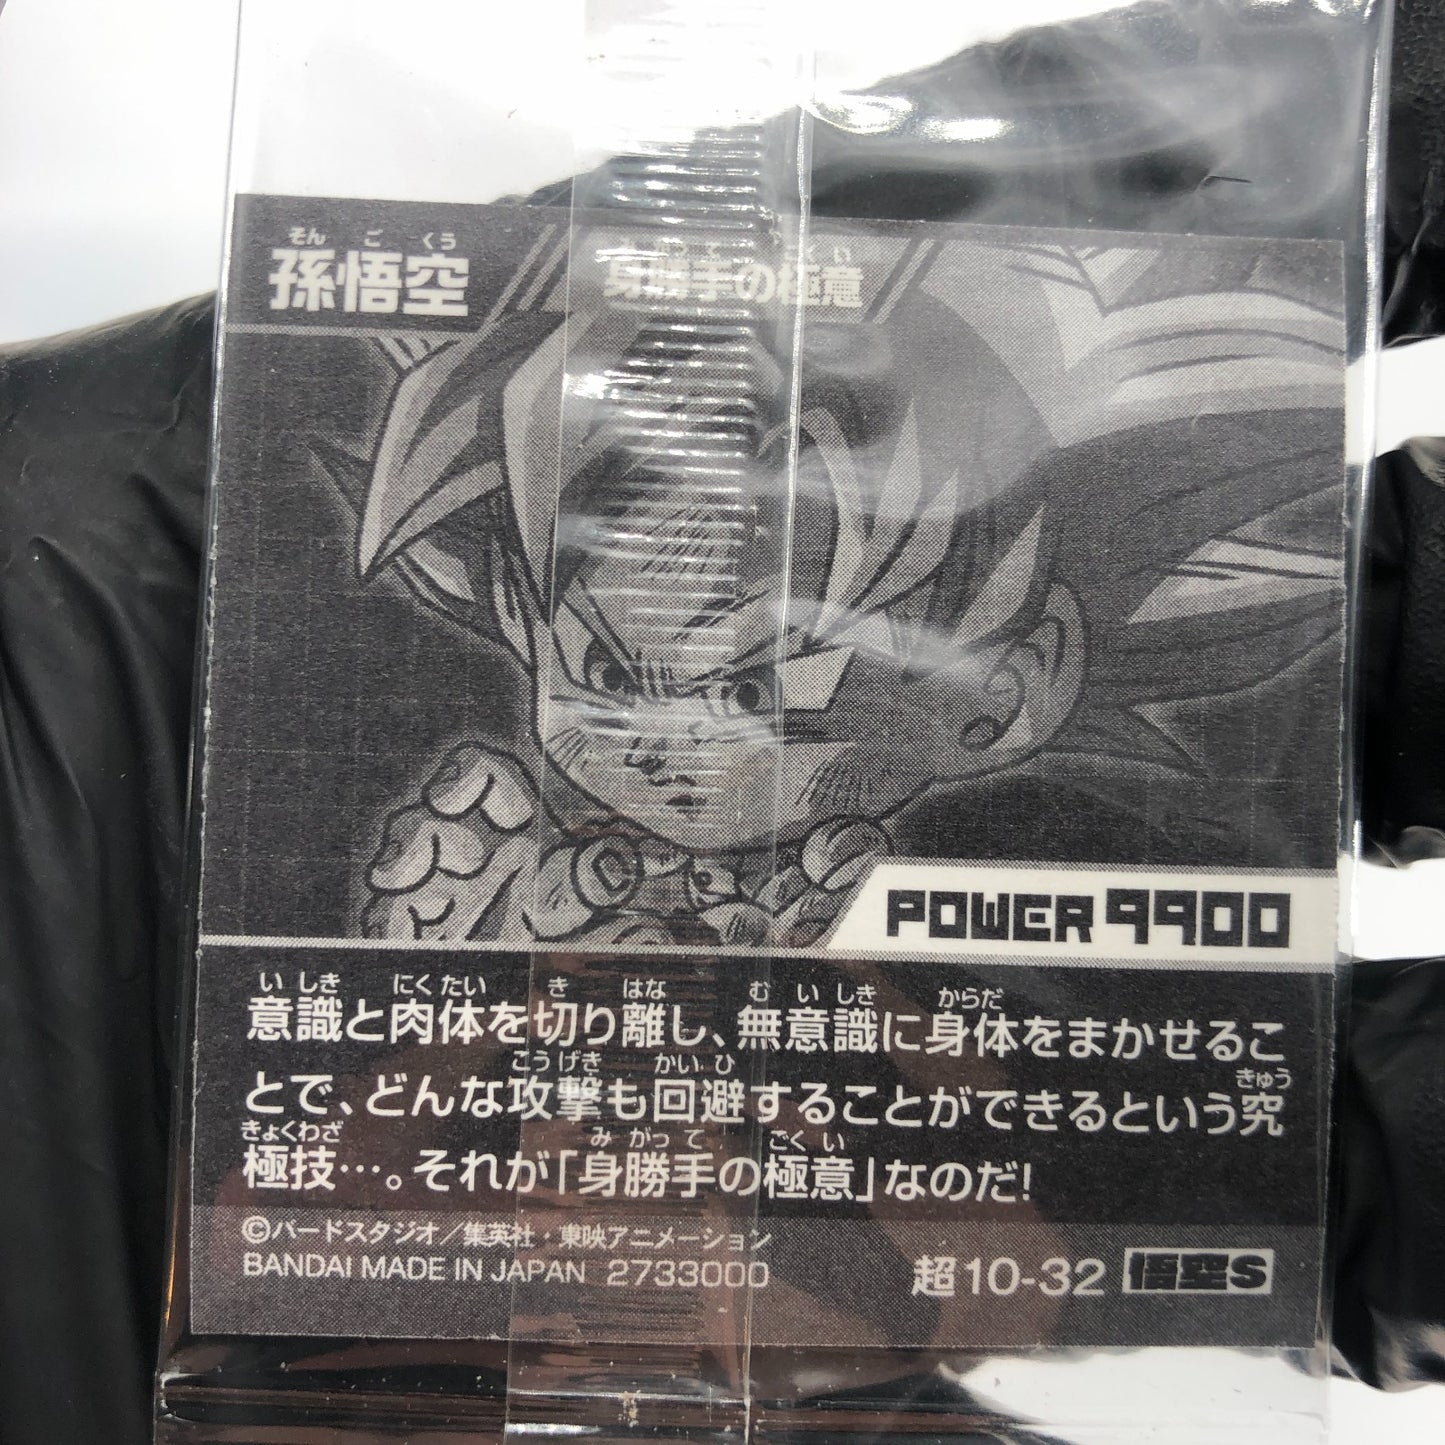 そんごくう
孫悟空
身勝手の極意
POWER 9900
いしき にくたい き はな むいしき からだ
意識と肉体を切り離し、無意識に身体をまかせるこ
こうげき かいひ きゅう
とで、どんな攻撃も回避することができるという究
きょくわざ みがって ごくい
極技…。それが「身勝手の極意」なのだ!
©バードスタジオ／集英社・東映アニメーション
BANDAI MADE IN JAPAN 2733000
超10-32 悟空S